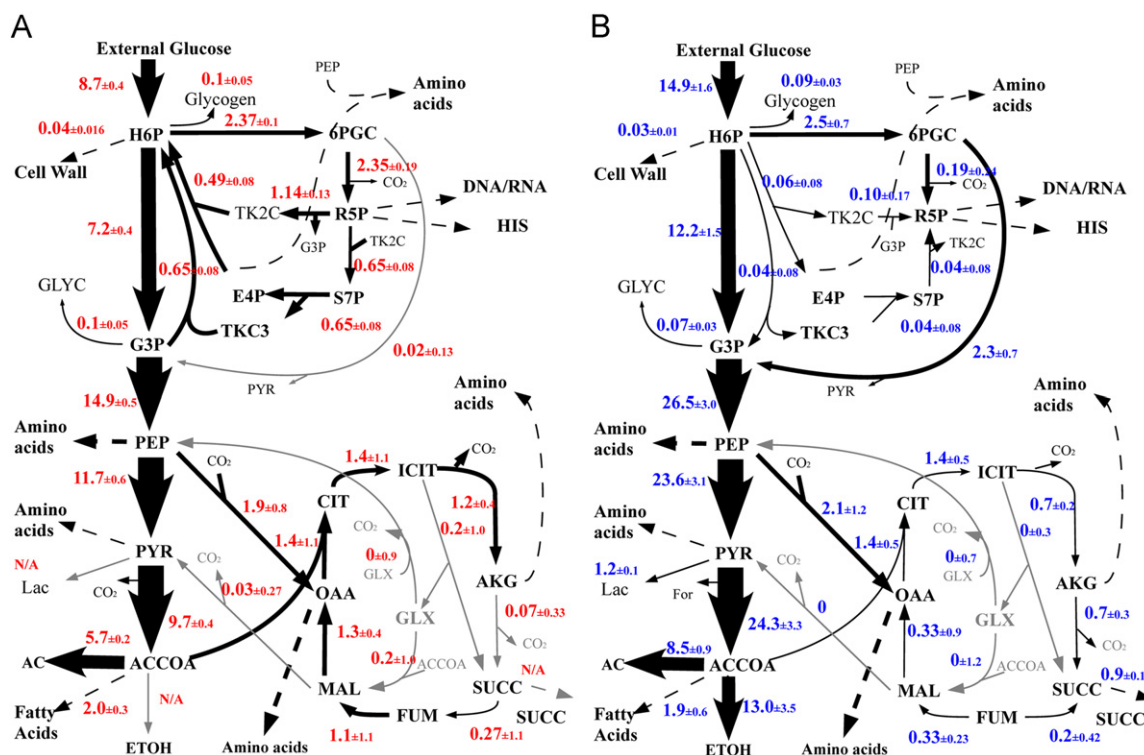 A
External Glucose
8.7±0.4
0.1±0.05
Glycogen
PEP
Amino
acids
0.04±0.016
H6P
2.37±0.1
6PGC
Cell Wall
0.49±0.08
2.35±0.19
CO₂
1.14±0.13
TK2C
R5P
DNA/RNA
HIS
G3P
TK2C
7.2±0.4
0.65±0.08
0.65±0.08
GLYC
E4P
S7P
0.1±0.05
TKC3
0.65±0.08
G3P
0.02±0.13
PYR
14.9±0.5
Amino
acids
Amino
acids
PEP
CO₂
1.4±1.1
ICIT
CO₂
11.7±0.6
1.9±0.8
CIT
1.2±0.4
0.2±1.0
Amino
acids
PYR
CO₂
1.4±1.1
CO₂
0±0.9
GLX
AKG
N/A
Lac
CO₂
0.03±0.27
OAA
GLX
0.07±0.33
CO₂
5.7±0.2
9.7±0.4
1.3±0.4
0.2±1.0
ACCOA
N/A
AC
ACCOA
MAL
SUCC
N/A
Fatty
Acids
2.0±0.3
FUM
SUCC
1.1±1.1
0.27±1.1
ETOH
Amino acids
B
External Glucose
14.9±1.6
0.09±0.03
Glycogen
PEP
Amino
acids
0.03±0.01
H6P
2.5±0.7
6PGC
Cell Wall
0.06±0.08
0.19±0.24
CO₂
0.10±0.17
TK2C
R5P
DNA/RNA
HIS
G3P
TK2C
12.2±1.5
0.04±0.08
0.04±0.08
GLYC
E4P
S7P
0.07±0.03
TKC3
0.04±0.08
G3P
2.3±0.7
PYR
26.5±3.0
Amino
acids
Amino
acids
PEP
CO₂
1.4±0.5
ICIT
CO₂
23.6±3.1
2.1±1.2
CIT
0.7±0.2
0±0.3
Amino
acids
PYR
CO₂
1.4±0.5
CO₂
0±0.7
GLX
AKG
1.2±0.1
Lac
For
0
OAA
GLX
0.7±0.3
CO₂
8.5±0.9
24.3±3.3
0.33±0.9
0±1.2
ACCOA
0.9±0.1
AC
ACCOA
MAL
SUCC
Fatty
Acids
1.9±0.6
13.0±3.5
FUM
SUCC
0.33±0.23
0.2±0.42
ETOH
Amino acids